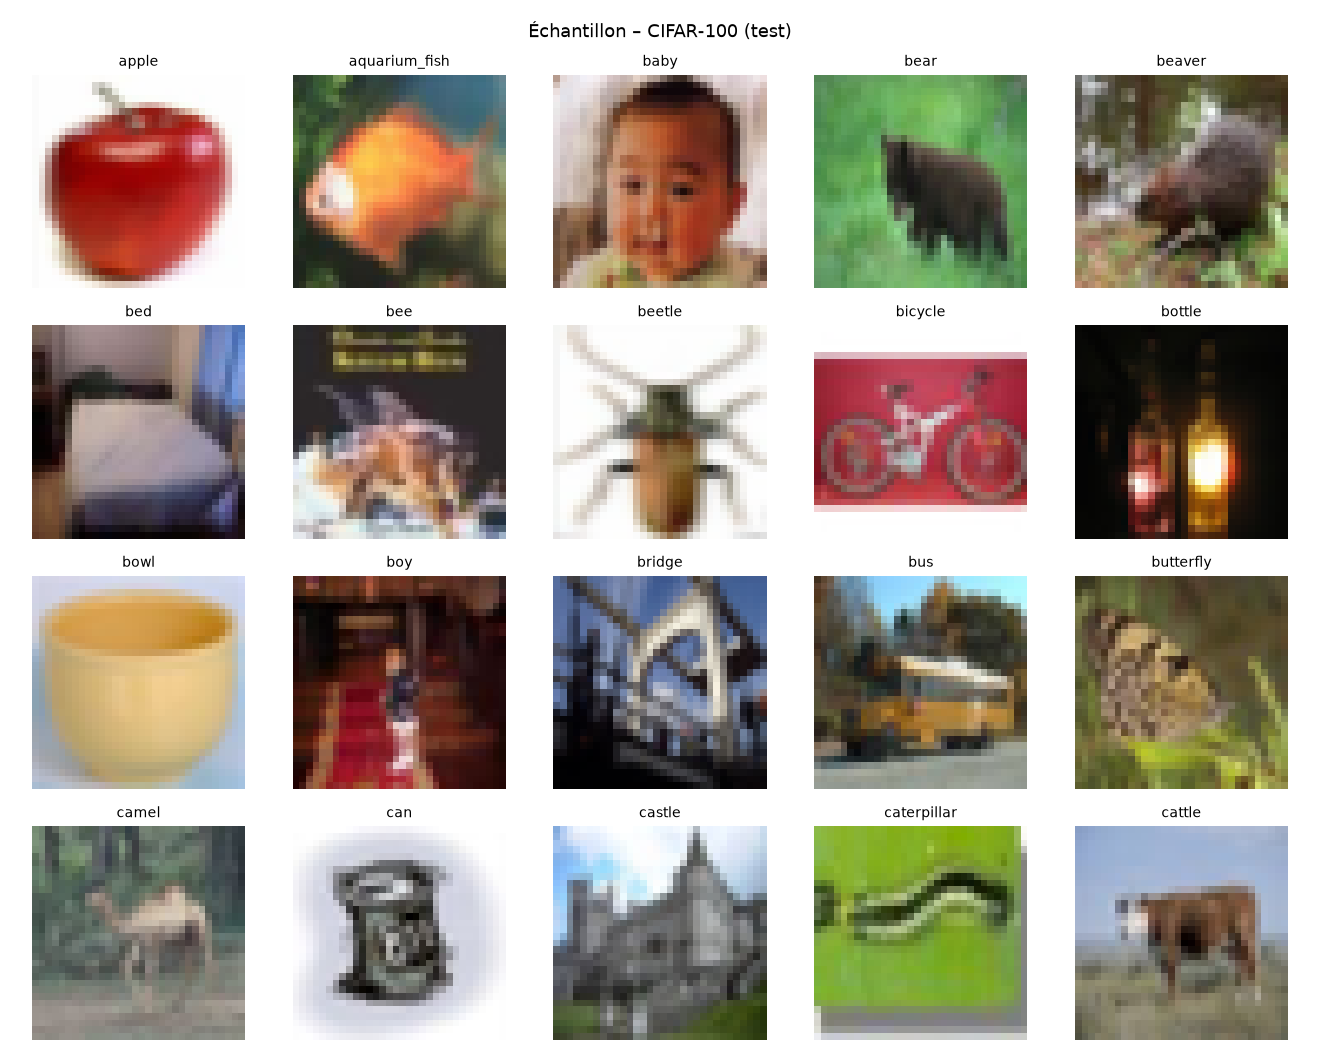 Échantillon – CIFAR-100 (test)
apple
aquarium_fish
baby
bear
beaver
bed
bee
beetle
bicycle
bottle
bowl
boy
bridge
bus
butterfly
camel
can
castle
caterpillar
cattle